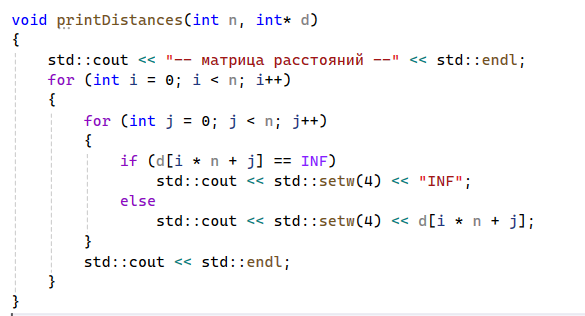 void printDistances(int n, int* d)
{
    std::cout << "-- матрица расстояний --" << std::endl;
    for (int i = 0; i < n; i++)
    {
        for (int j = 0; j < n; j++)
        {
            if (d[i * n + j] == INF)
                std::cout << std::setw(4) << "INF";
            else
                std::cout << std::setw(4) << d[i * n + j];
        }
        std::cout << std::endl;
    }
}